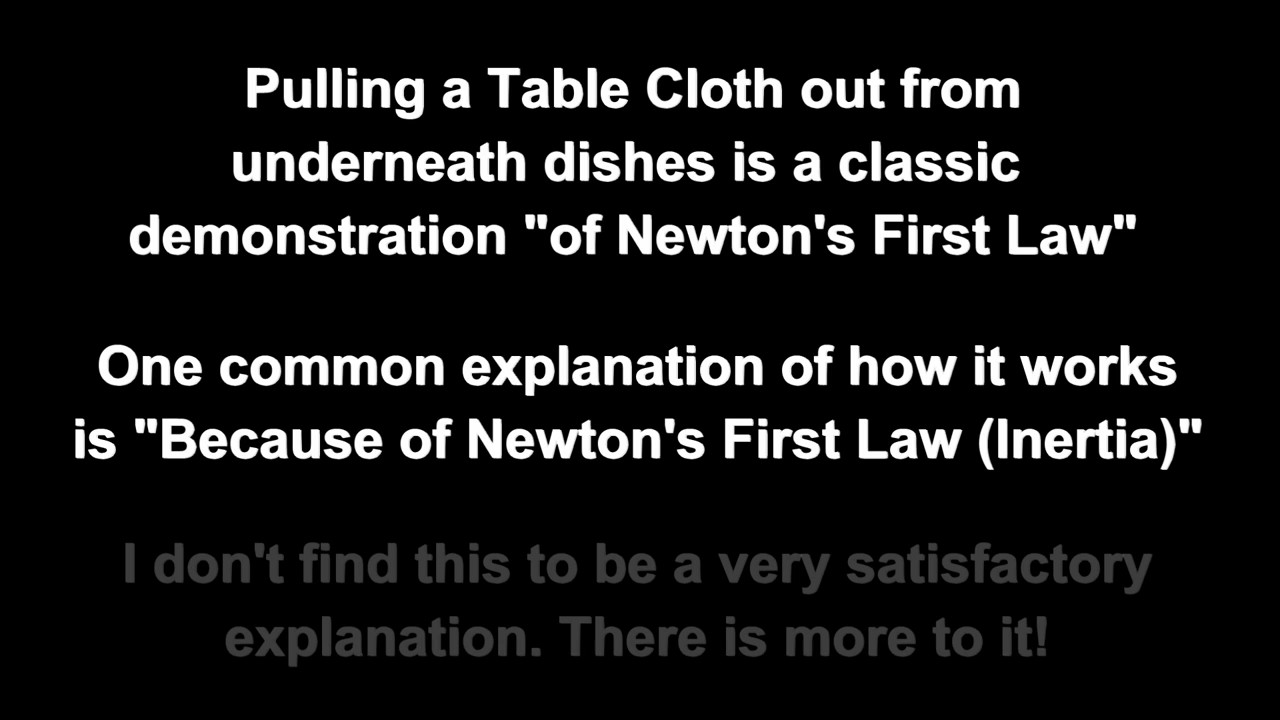 Pulling a Table Cloth out from
underneath dishes is a classic
demonstration "of Newton's First Law"
One common explanation of how it works
is "Because of Newton's First Law (Inertia)"
I don't find this to be a very satisfactory
explanation. There is more to it!